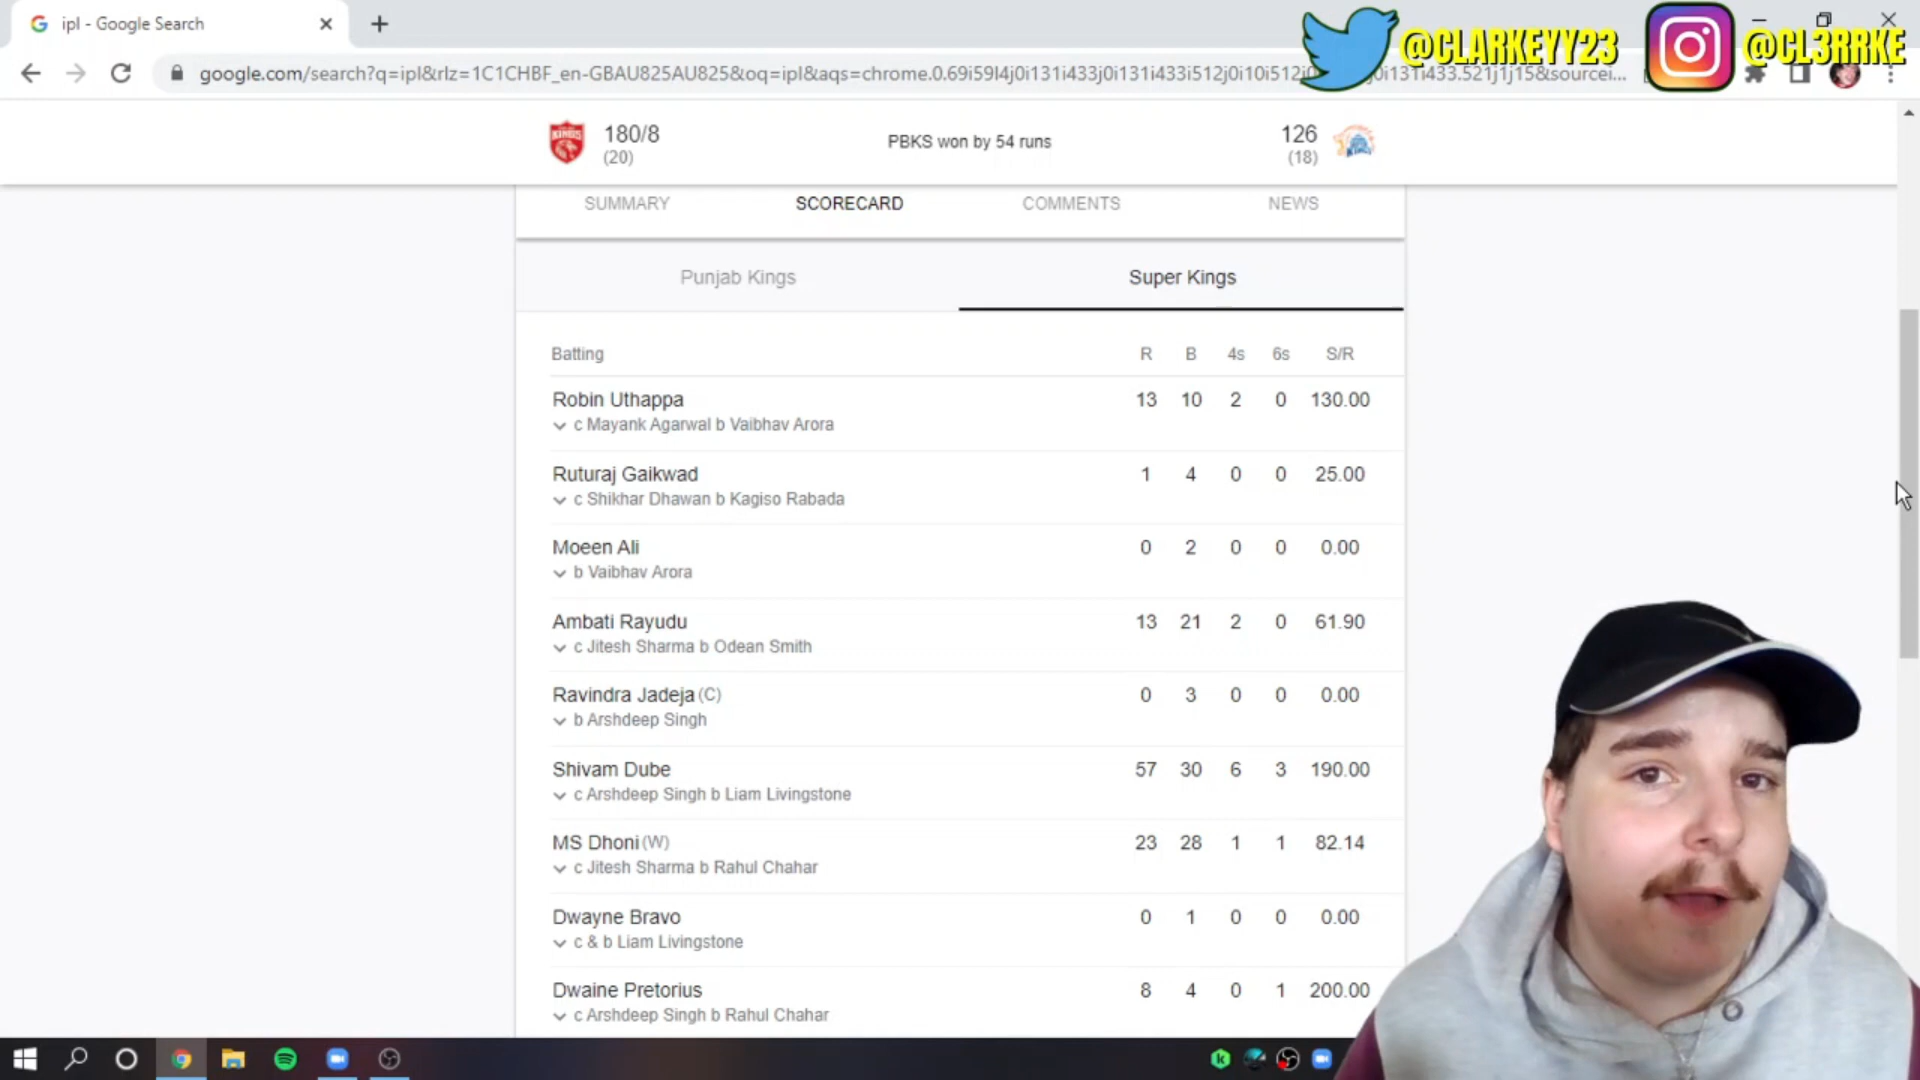 ipl - Google Search
@CLARKEYY23
@CL3RRKE
google.com/search?q=ipl&rlz=1C1CHBF_en-GBAU825AU825&oq=ipl&aqs=chrome.0.69i59l4j0i131i433j0i131i433i512j0i10i512j0
j0i131i433.521j1j15&sourcei...
180/8
(20)
PBKS won by 54 runs
126
(18)
SUMMARY SCORECARD COMMENTS NEWS
Punjab Kings Super Kings
Batting R B 4s 6s S/R
Robin Uthappa 13 10 2 0 130.00
c Mayank Agarwal b Vaibhav Arora
Ruturaj Gaikwad 1 4 0 0 25.00
c Shikhar Dhawan b Kagiso Rabada
Moeen Ali 0 2 0 0 0.00
b Vaibhav Arora
Ambati Rayudu 13 21 2 0 61.90
c Jitesh Sharma b Odean Smith
Ravindra Jadeja (C) 0 3 0 0 0.00
b Arshdeep Singh
Shivam Dube 57 30 6 3 190.00
c Arshdeep Singh b Liam Livingstone
MS Dhoni (W) 23 28 1 1 82.14
c Jitesh Sharma b Rahul Chahar
Dwayne Bravo 0 1 0 0 0.00
c & b Liam Livingstone
Dwaine Pretorius 8 4 0 1 200.00
c Arshdeep Singh b Rahul Chahar